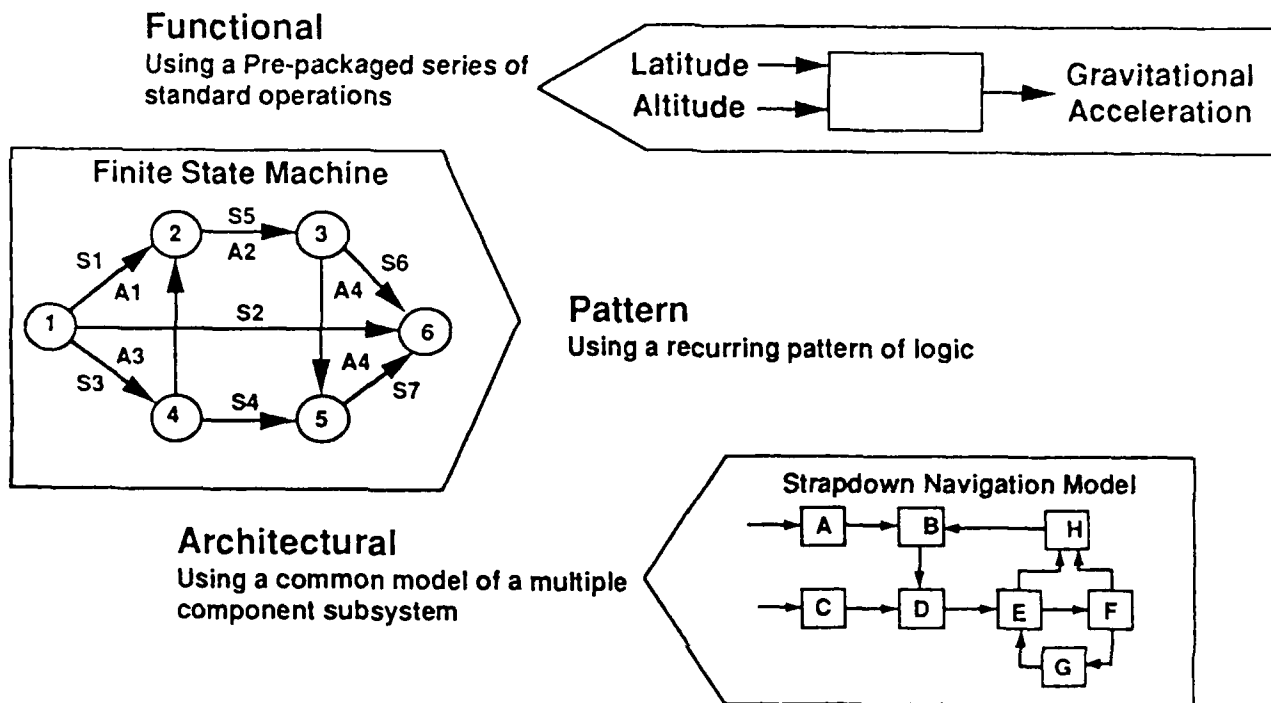 Functional
Using a Pre-packaged series of
standard operations
Latitude
Altitude
Gravitational
Acceleration
Finite State Machine
2
S5
A2
3
S1
A1
S6
A4
1
S2
6
A3
S3
A4
S7
4
S4
5
Pattern
Using a recurring pattern of logic
Architectural
Using a common model of a multiple
component subsystem
Strapdown Navigation Model
A
B
H
C
D
E
F
G